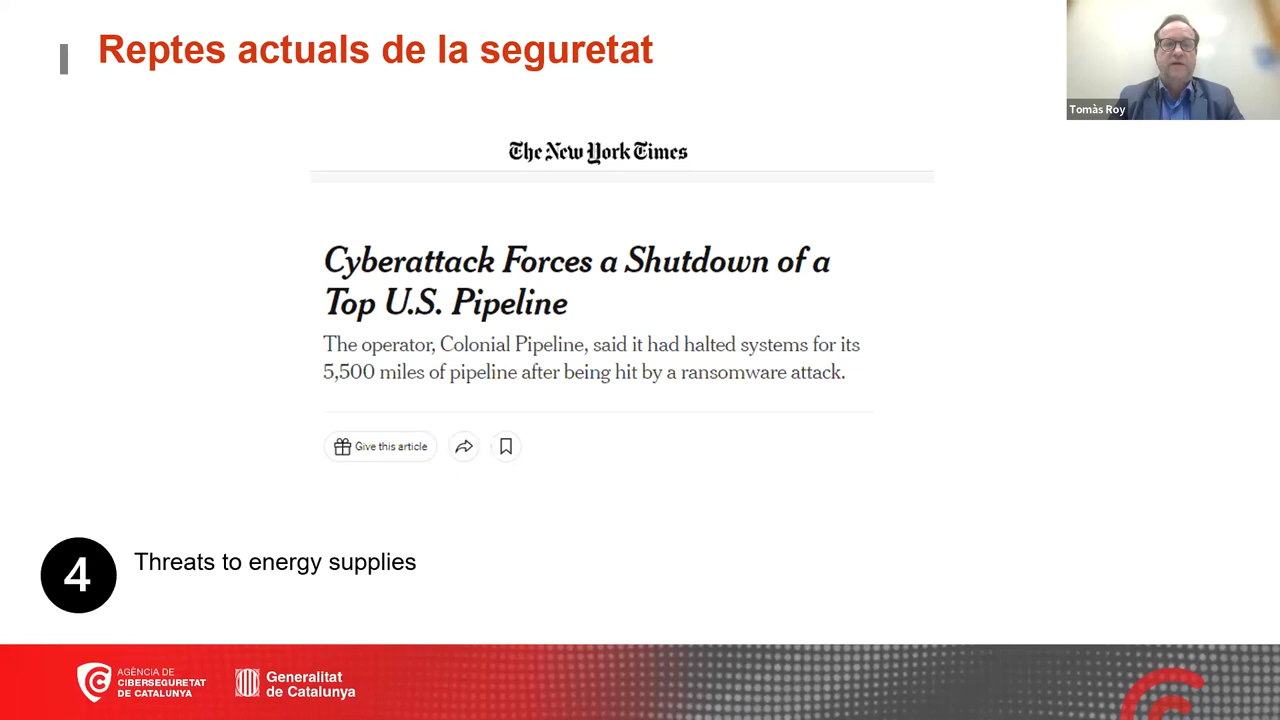 Reptes actuals de la seguretat
Tomàs Roy
The New York Times
Cyberattack Forces a Shutdown of a
Top U.S. Pipeline
The operator, Colonial Pipeline, said it had halted systems for its
5,500 miles of pipeline after being hit by a ransomware attack.
Give this article
4
Threats to energy supplies
AGÈNCIA DE
CIBERSEGURETAT
DE CATALUNYA
Generalitat
de Catalunya